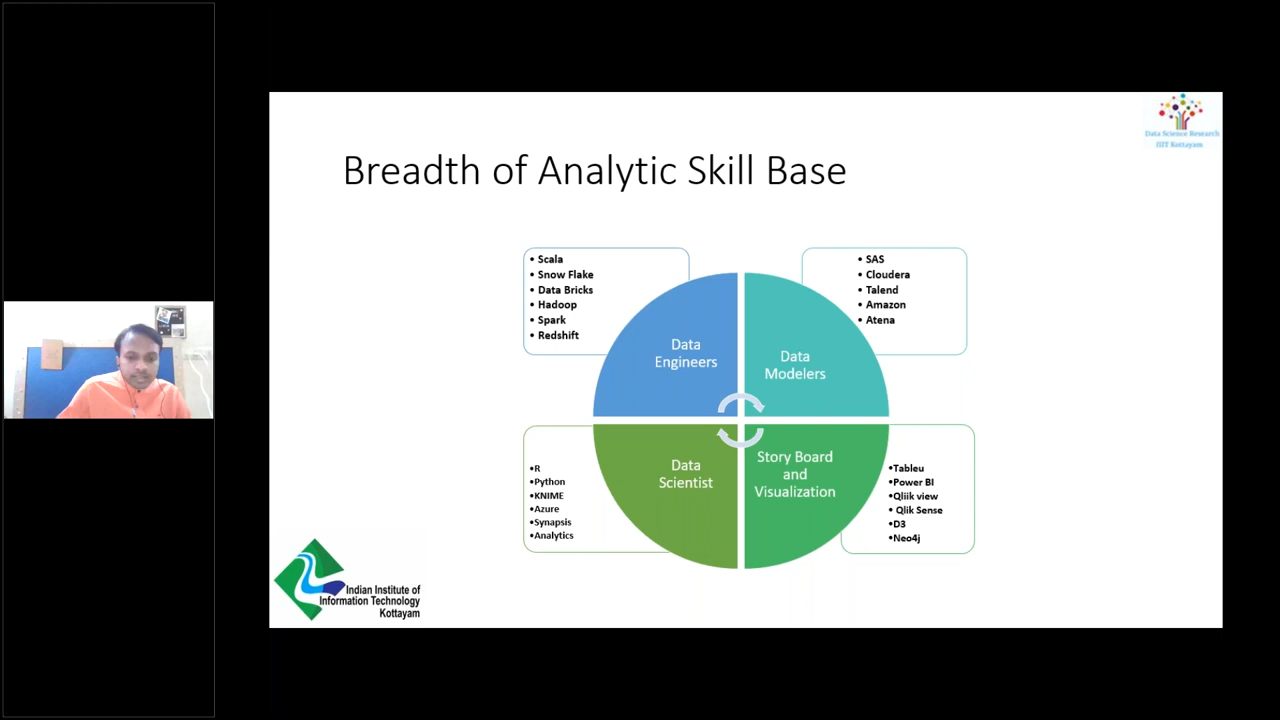 Data Science Research
IIIT Kottayam
Breadth of Analytic Skill Base
• Scala
• Snow Flake
• Data Bricks
• Hadoop
• Spark
• Redshift
• SAS
• Cloudera
• Talend
• Amazon
• Atena
Data
Engineers
Data
Modelers
Data
Scientist
Story Board
and
Visualization
•R
•Python
•KNIME
•Azure
•Synapsis
•Analytics
•Tableu
•Power BI
•Qliik view
• Qlik Sense
•D3
•Neo4j
Indian Institute of
Information Technology
Kottayam